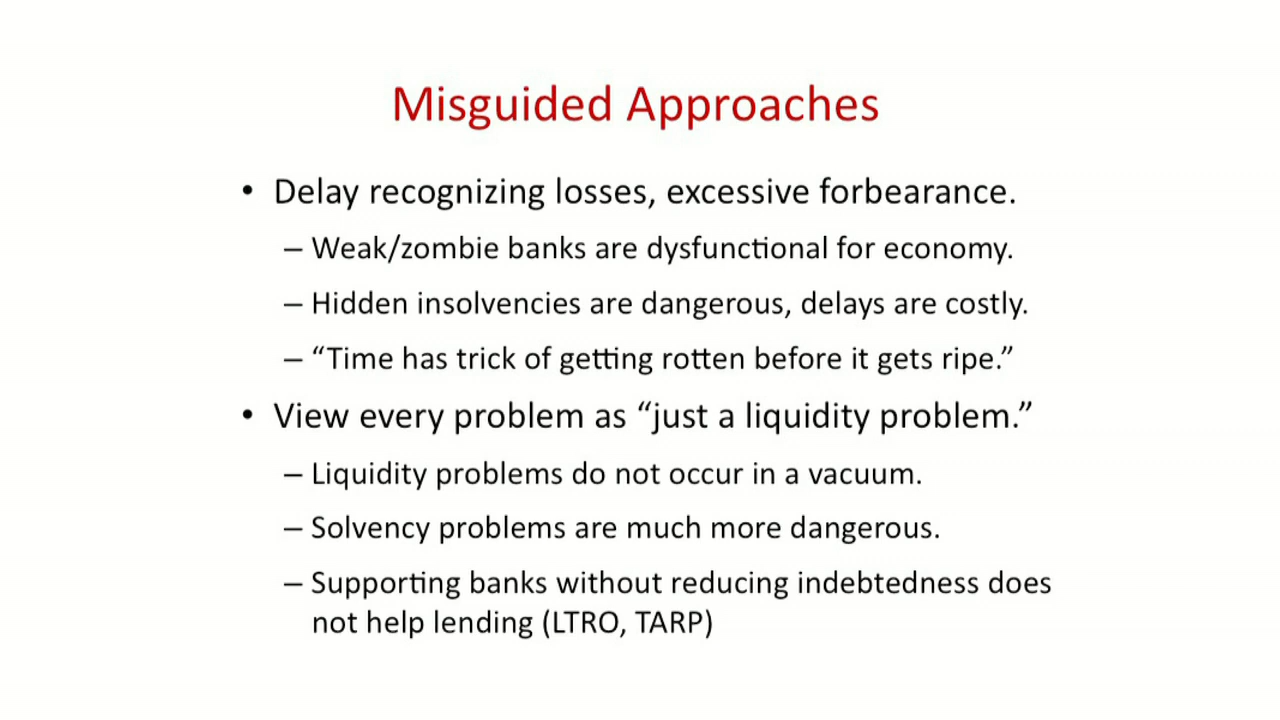 Misguided Approaches
• Delay recognizing losses, excessive forbearance.
– Weak/zombie banks are dysfunctional for economy.
– Hidden insolvencies are dangerous, delays are costly.
– “Time has trick of getting rotten before it gets ripe.”
• View every problem as “just a liquidity problem.”
– Liquidity problems do not occur in a vacuum.
– Solvency problems are much more dangerous.
– Supporting banks without reducing indebtedness does
not help lending (LTRO, TARP)